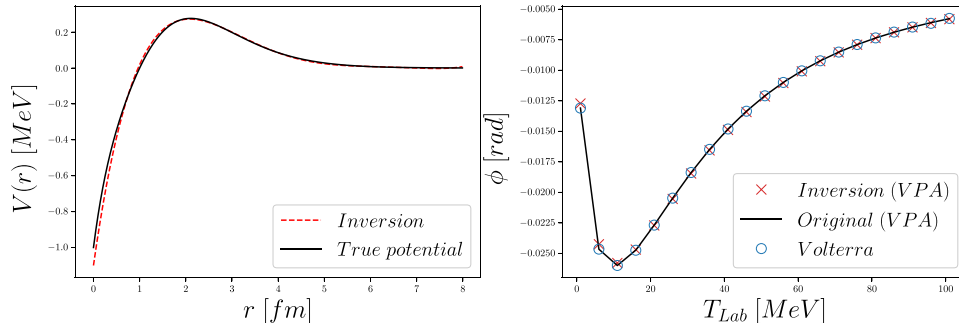 0.2
0.0
−0.2
−0.4
−0.6
−0.8
−1.0
V(r) [MeV]
Inversion
True potential
0 1 2 3 4 5 6 7 8
r [fm]
−0.0050
−0.0075
−0.0100
−0.0125
−0.0150
−0.0175
−0.0200
−0.0225
−0.0250
ϕ [rad]
Inversion (VPA)
Original (VPA)
Volterra
0 20 40 60 80 100
T_{Lab} [MeV]